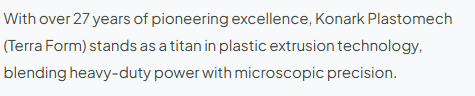 With over 27 years of pioneering excellence, Konark Plastomech
(Terra Form) stands as a titan in plastic extrusion technology,
blending heavy-duty power with microscopic precision.